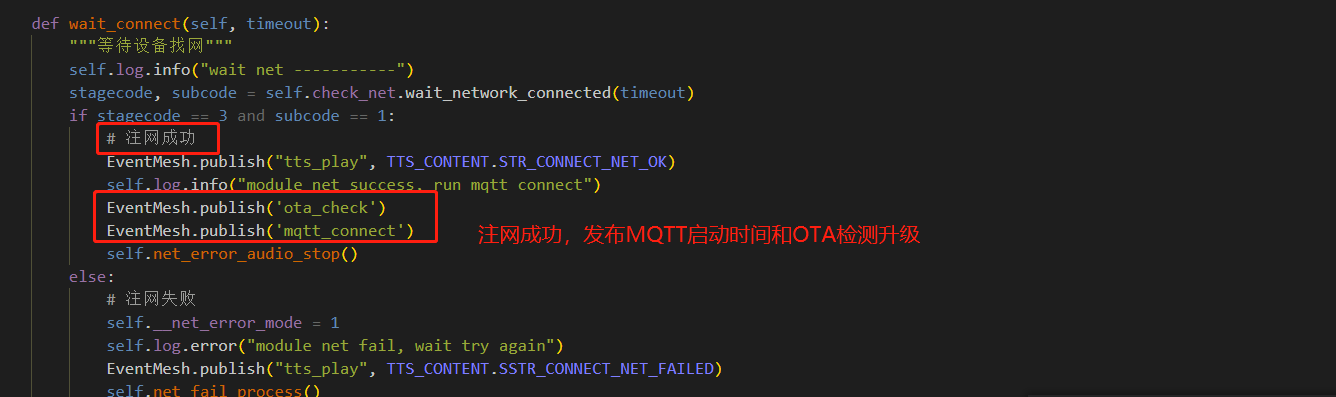 def wait_connect(self, timeout):
"""等待设备找网"""
self.log.info("wait net -----------")
stagecode, subcode = self.check_net.wait_network_connected(timeout)
if stagecode == 3 and subcode == 1:
# 注网成功
EventMesh.publish("tts_play", TTS_CONTENT.STR_CONNECT_NET_OK)
self.log.info("module net success, run mqtt connect")
EventMesh.publish('ota_check')
EventMesh.publish('mqtt_connect')
注网成功，发布MQTT启动时间和OTA检测升级
self.net_error_audio_stop()
else:
# 注网失败
self.__net_error_mode = 1
self.log.error("module net fail, wait try again")
EventMesh.publish("tts_play", TTS_CONTENT.SSTR_CONNECT_NET_FAILED)
self.net_fail_process()